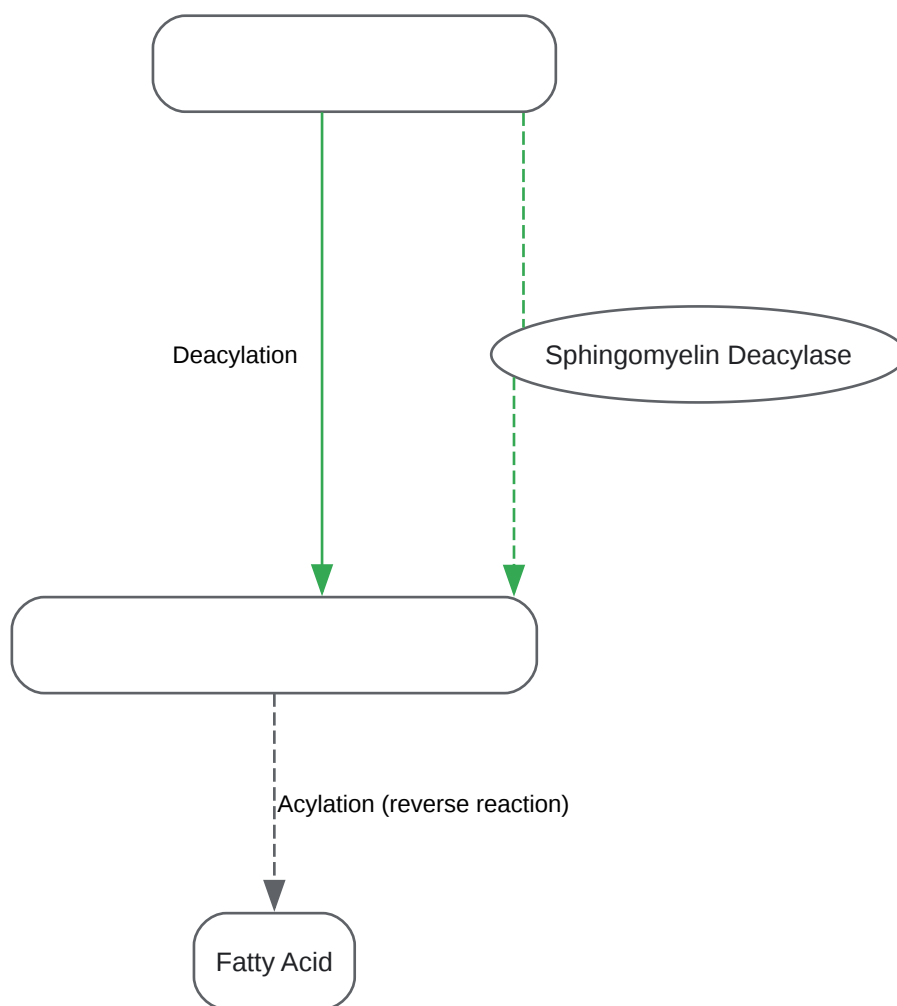 Deacylation
Sphingomyelin Deacylase
Acylation (reverse reaction)
Fatty Acid